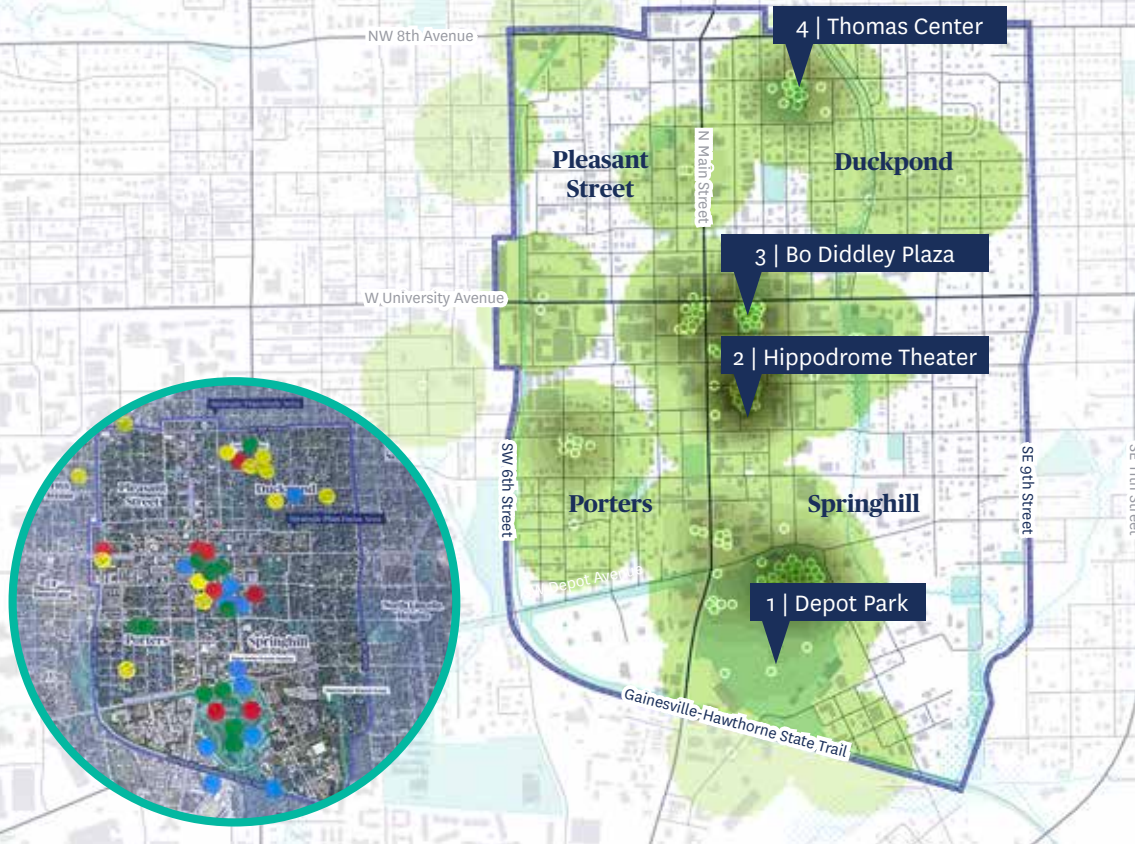 4 | Thomas Center
NW 8th Avenue
Pleasant
Street
N Main Street
Duckpond
3 | Bo Diddley Plaza
W University Avenue
2 | Hippodrome Theater
SW 6th Street
Porters
Springhill
SE 9th Street
Depot Avenue
1 | Depot Park
Gainesville-Hawthorne State Trail
Pleasant
Street
Duckpond
Porters
Springhill